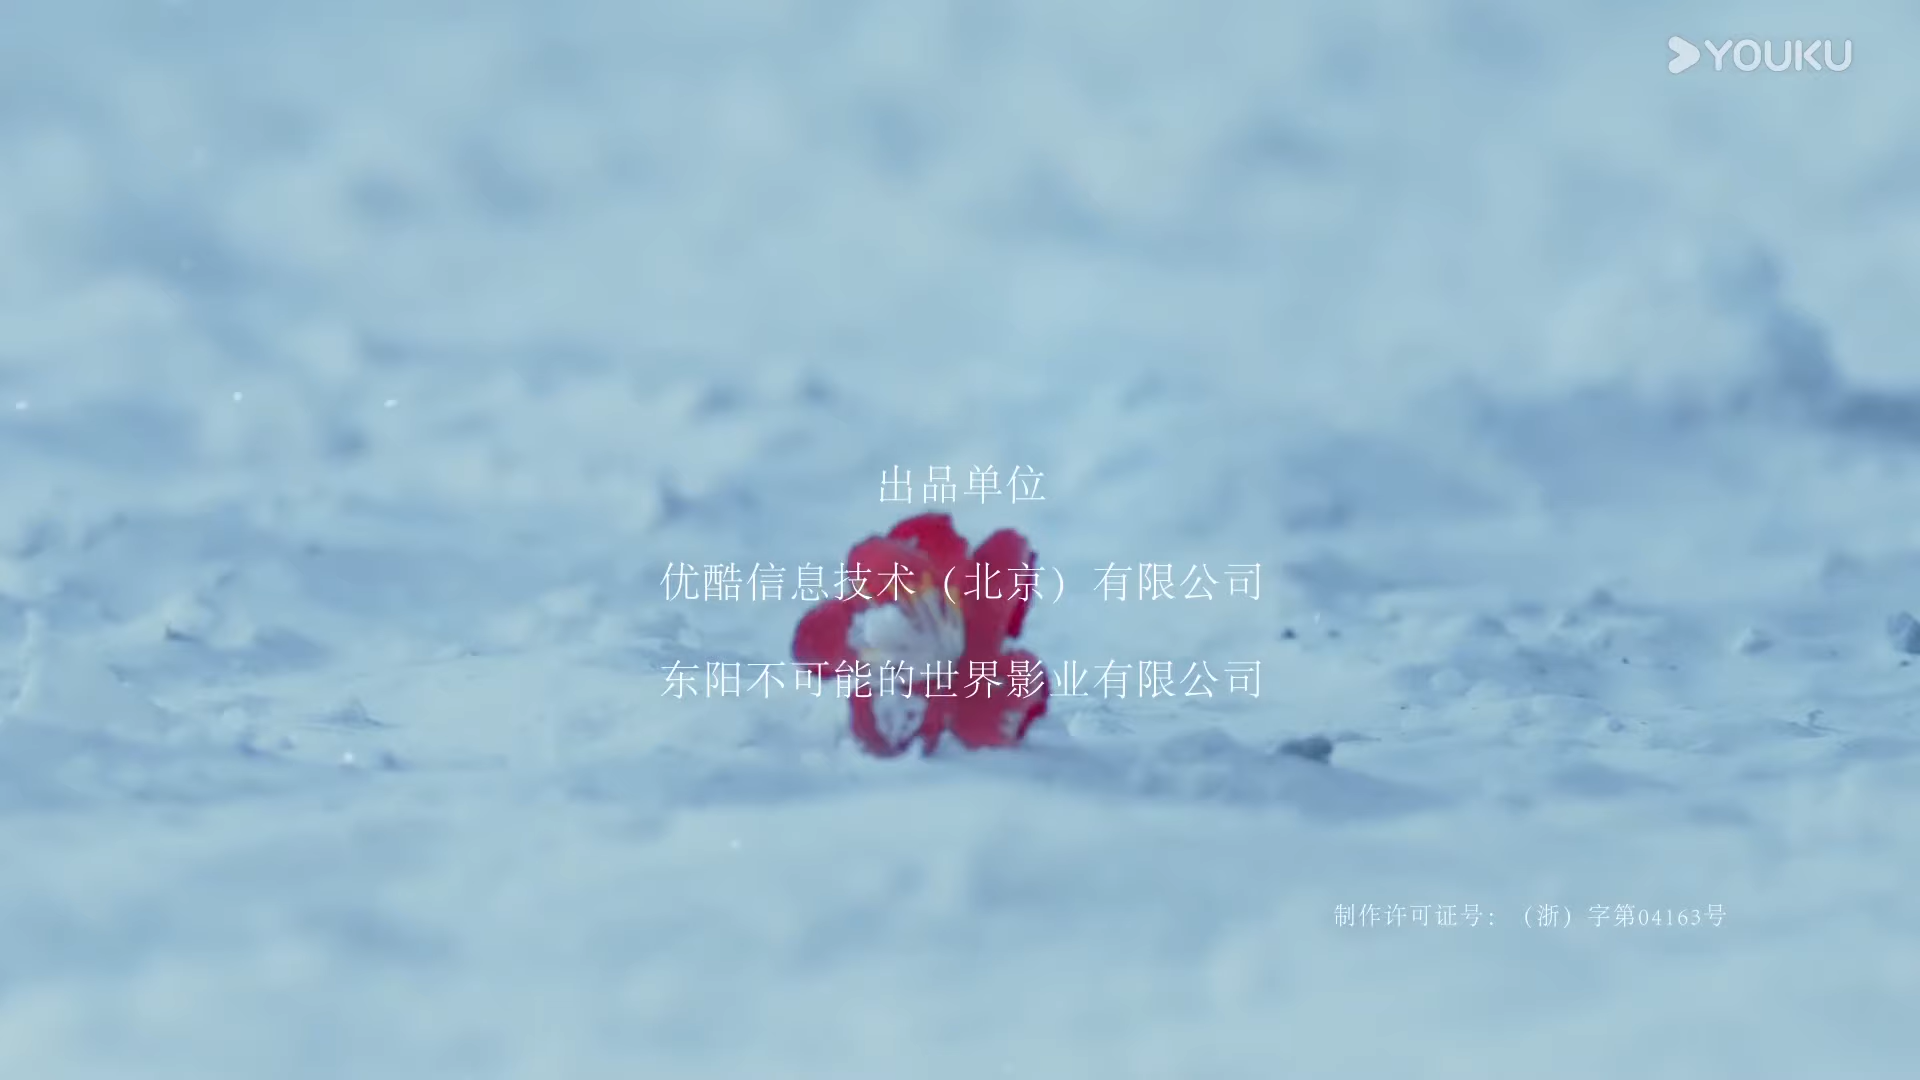 YOUKU
出品单位
优酷信息技术（北京）有限公司
东阳不可能的世界影业有限公司
制作许可证号：（浙）字第04163号